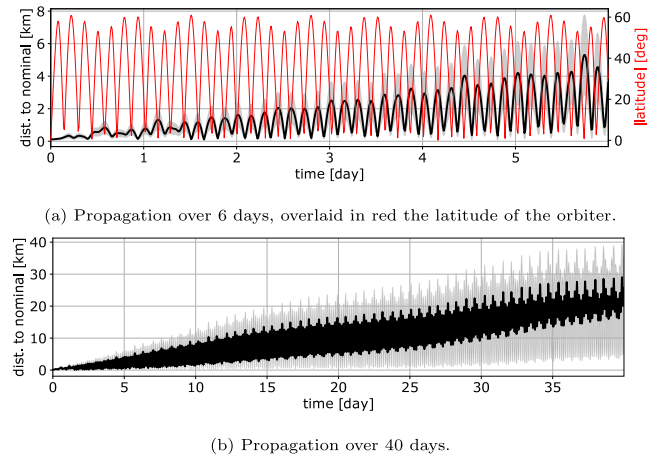 8
6
4
2
0
dist. to nominal [km]
60
40
20
0
|latitude| [deg]
0 1 2 3 4 5
time [day]
(a) Propagation over 6 days, overlaid in red the latitude of the orbiter.
40
30
20
10
0
dist. to nominal [km]
0 5 10 15 20 25 30 35
time [day]
(b) Propagation over 40 days.